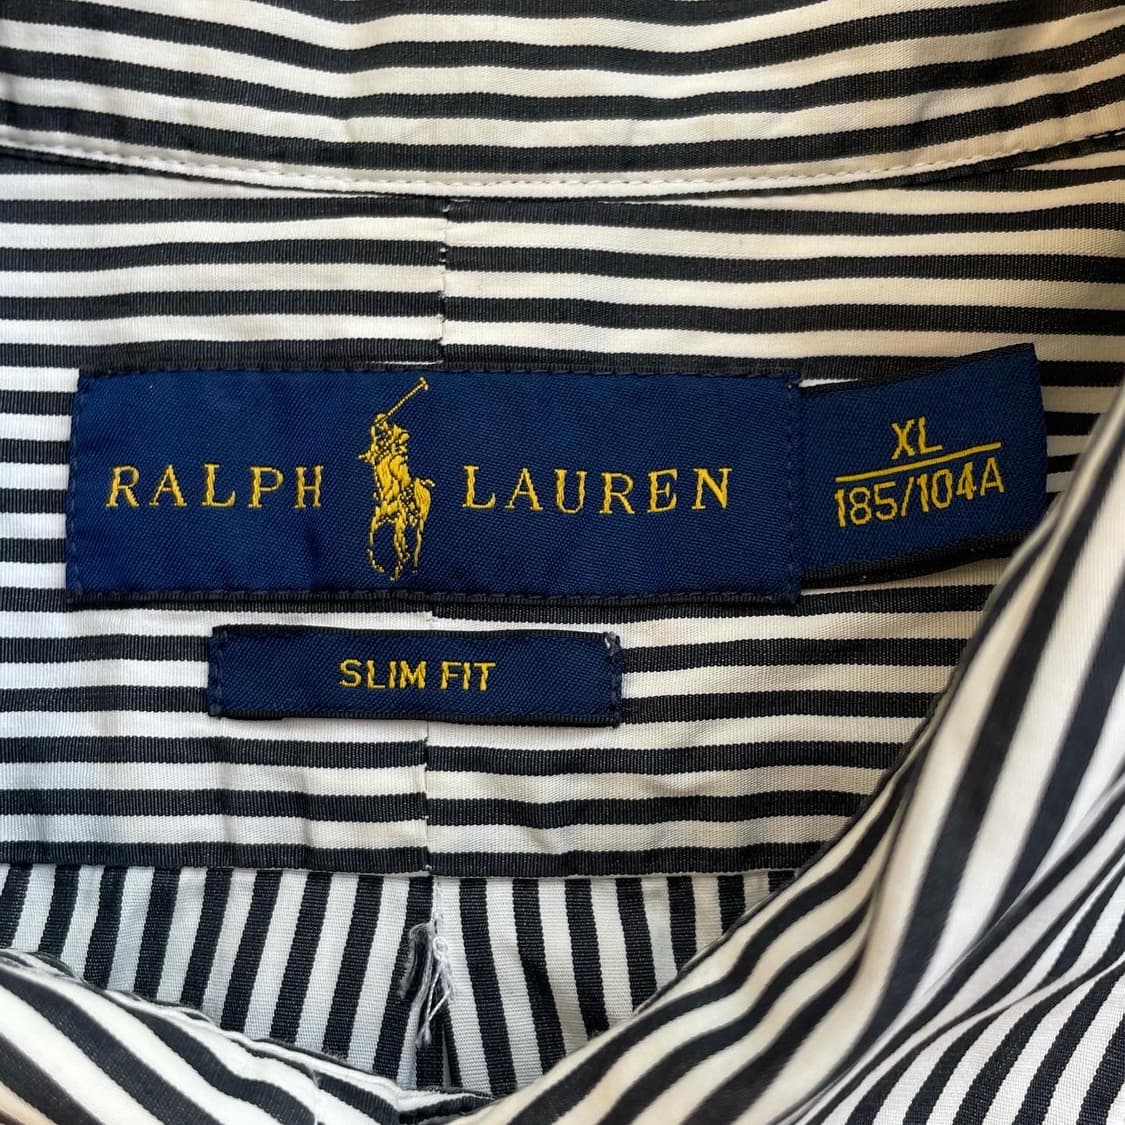 RALPH LAUREN
XL
185/104A
SLIM FIT